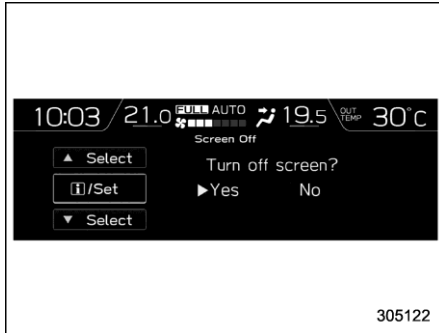 10:03 21.0 FULL AUTO 19.5 OUT TEMP 30°c
Screen Off
▲ Select
Turn off screen?
i/Set
▶Yes No
▼ Select
305122